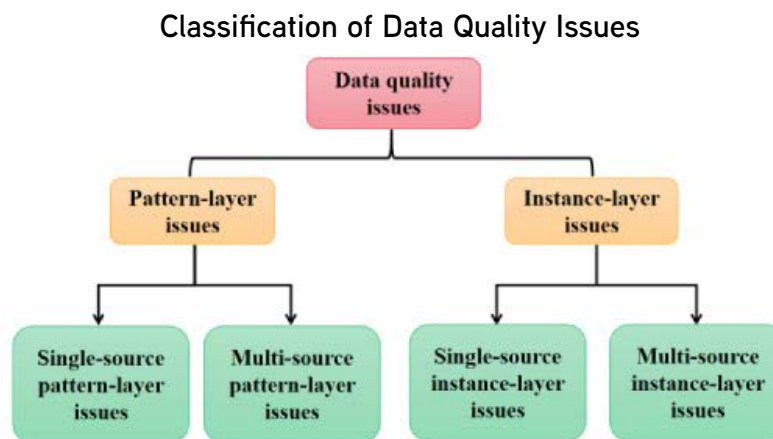 Classification of Data Quality Issues
Data quality
issues
Pattern-layer
issues
Instance-layer
issues
Single-source
pattern-layer
issues
Multi-source
pattern-layer
issues
Single-source
instance-layer
issues
Multi-source
instance-layer
issues